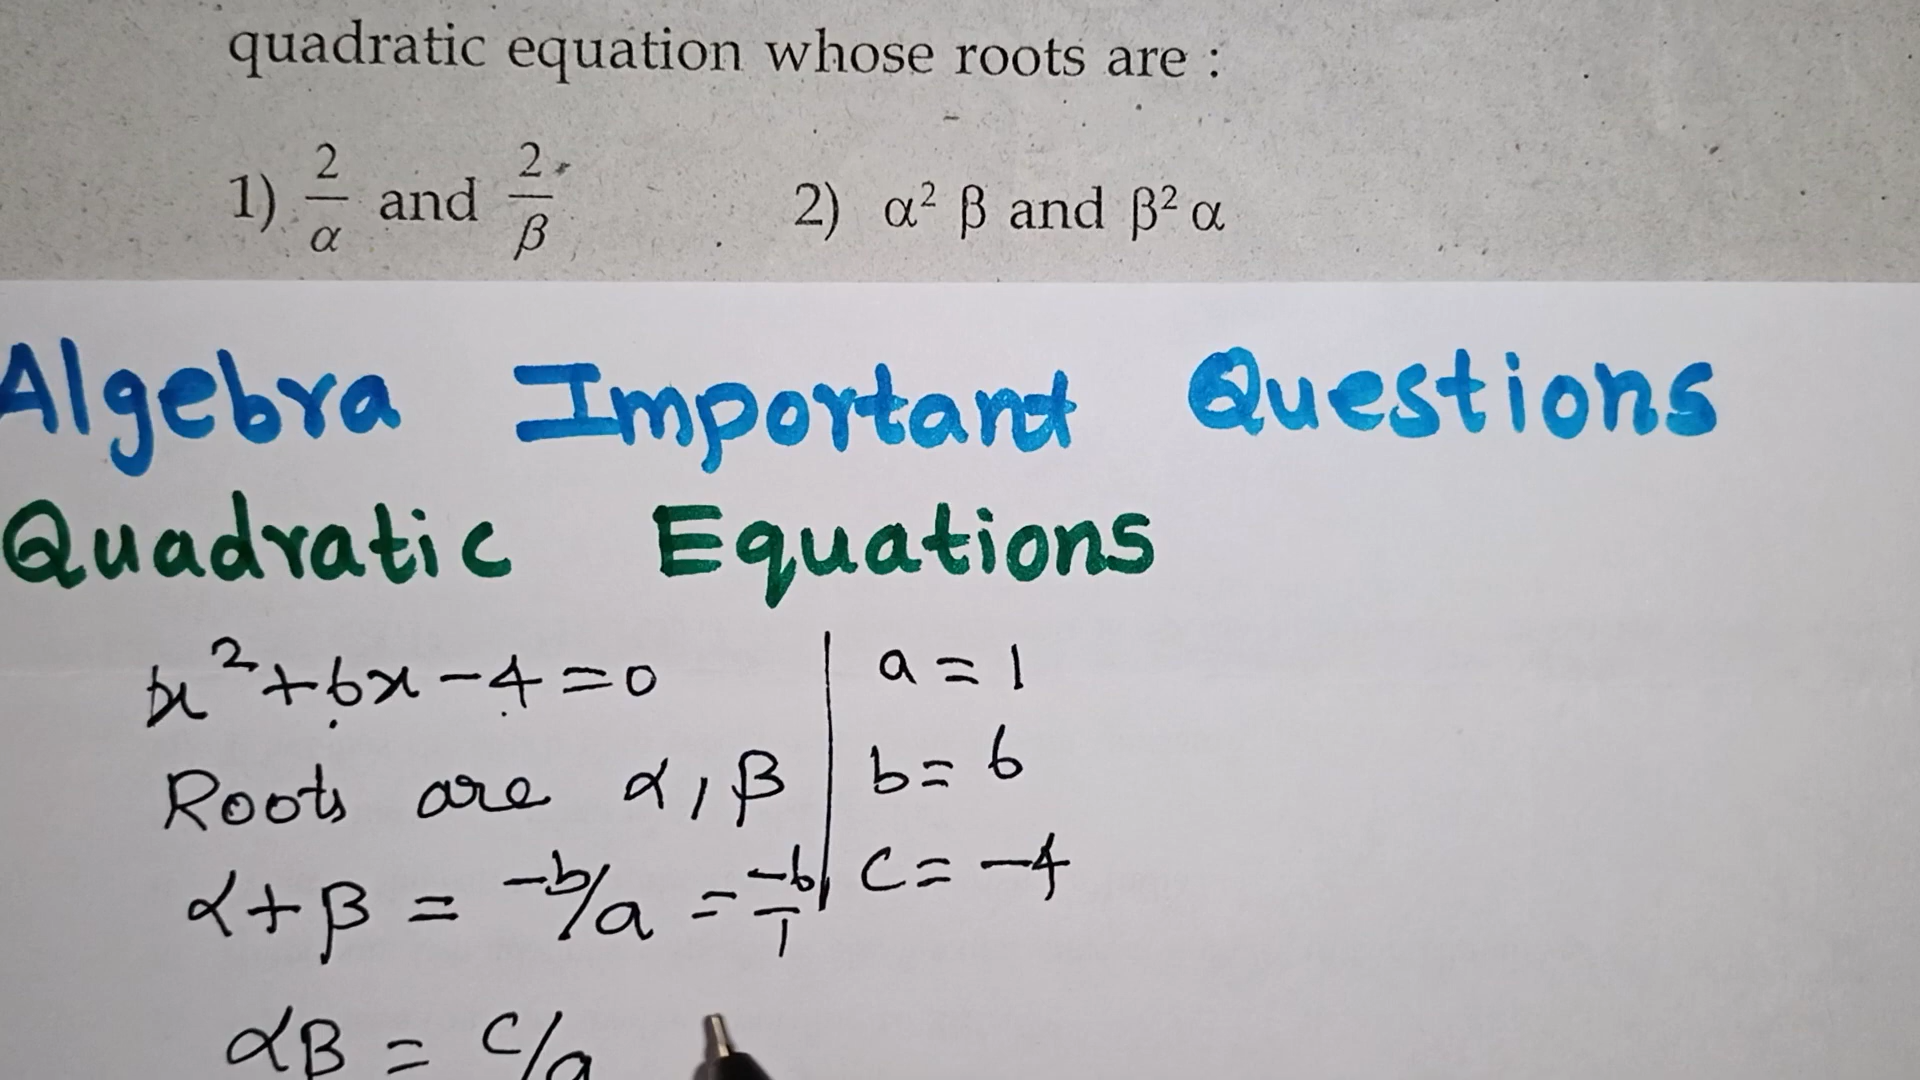 quadratic equation whose roots are :
1) 2/α and 2/β 2) α² β and β² α
Algebra Important Questions
Quadratic Equations
x² + 6x - 4 = 0 a = 1
Roots are α, β b = 6
α + β = -b/a = -6/1 c = -4
αβ = c/a